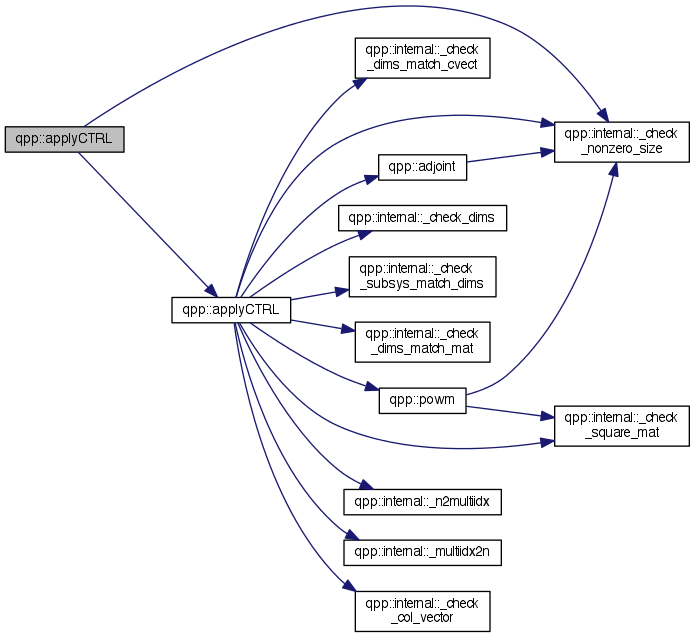 qpp::applyCTRL
qpp::internal::_check
_dims_match_cvect
qpp::internal::_check
_nonzero_size
qpp::adjoint
qpp::internal::_check_dims
qpp::internal::_check
_subsys_match_dims
qpp::applyCTRL
qpp::internal::_check
_dims_match_mat
qpp::powm
qpp::internal::_check
_square_mat
qpp::internal::_n2multiidx
qpp::internal::_multiidx2n
qpp::internal::_check
_col_vector